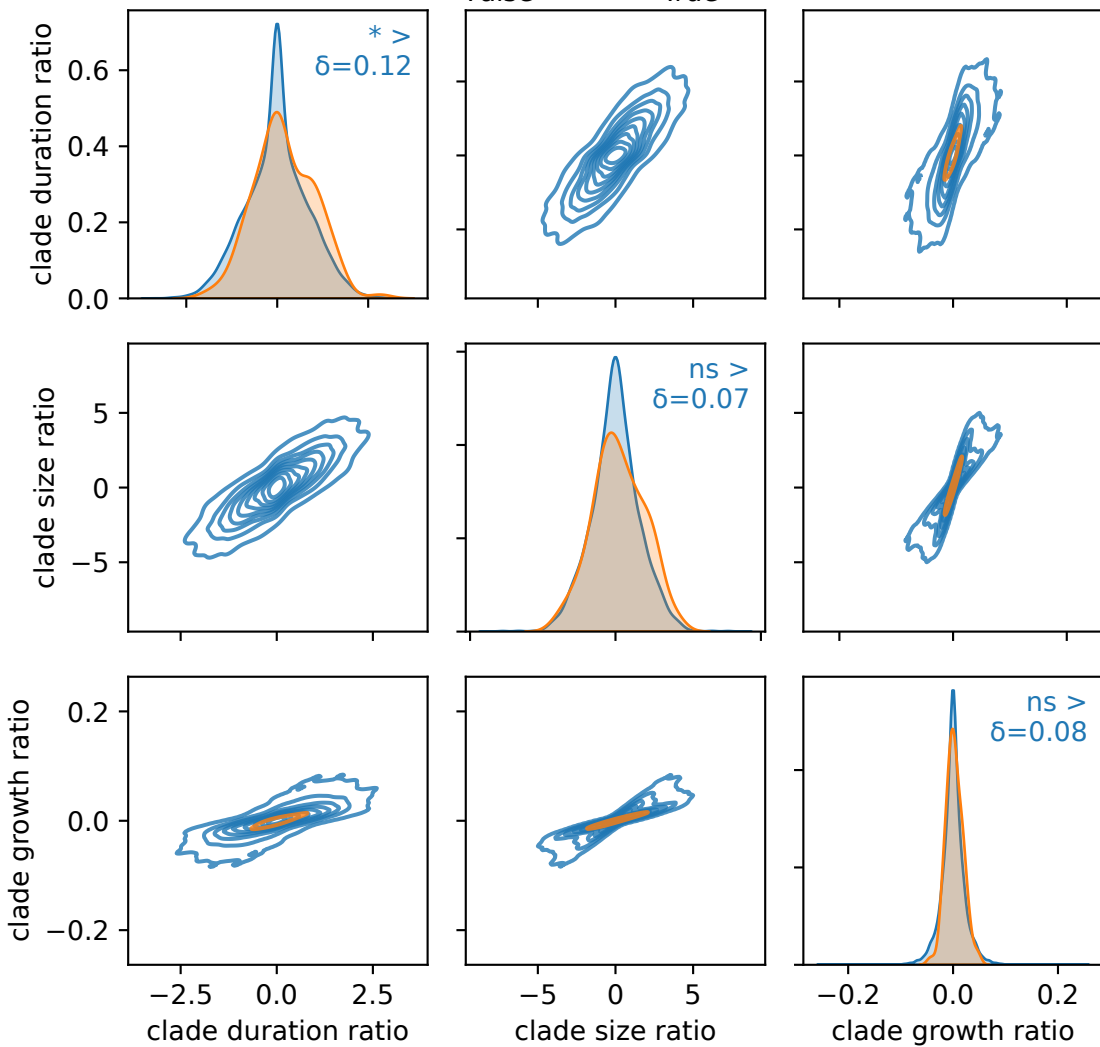 * >
δ=0.12
0.6
0.4
0.2
0.0
clade duration ratio
ns >
δ=0.07
5
0
−5
clade size ratio
ns >
δ=0.08
0.2
0.0
−0.2
clade growth ratio
−2.5 0.0 2.5
−5 0 5
−0.2 0.0 0.2
clade duration ratio
clade size ratio
clade growth ratio